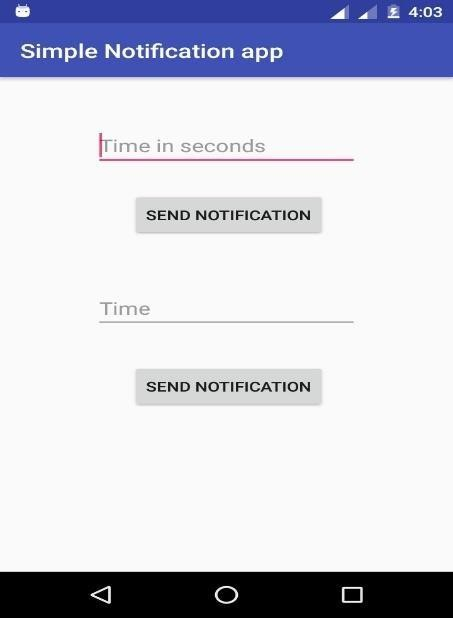 4:03
Simple Notification app
Time in seconds
SEND NOTIFICATION
Time
SEND NOTIFICATION